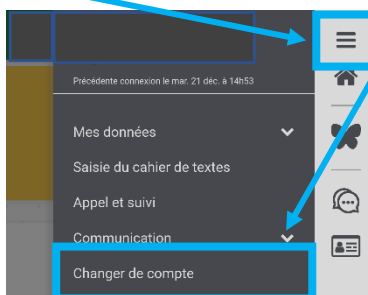 Précédente connexion le mar. 21 déc. à 14h53
Mes données
Saisie du cahier de textes
Appel et suivi
Communication
Changer de compte